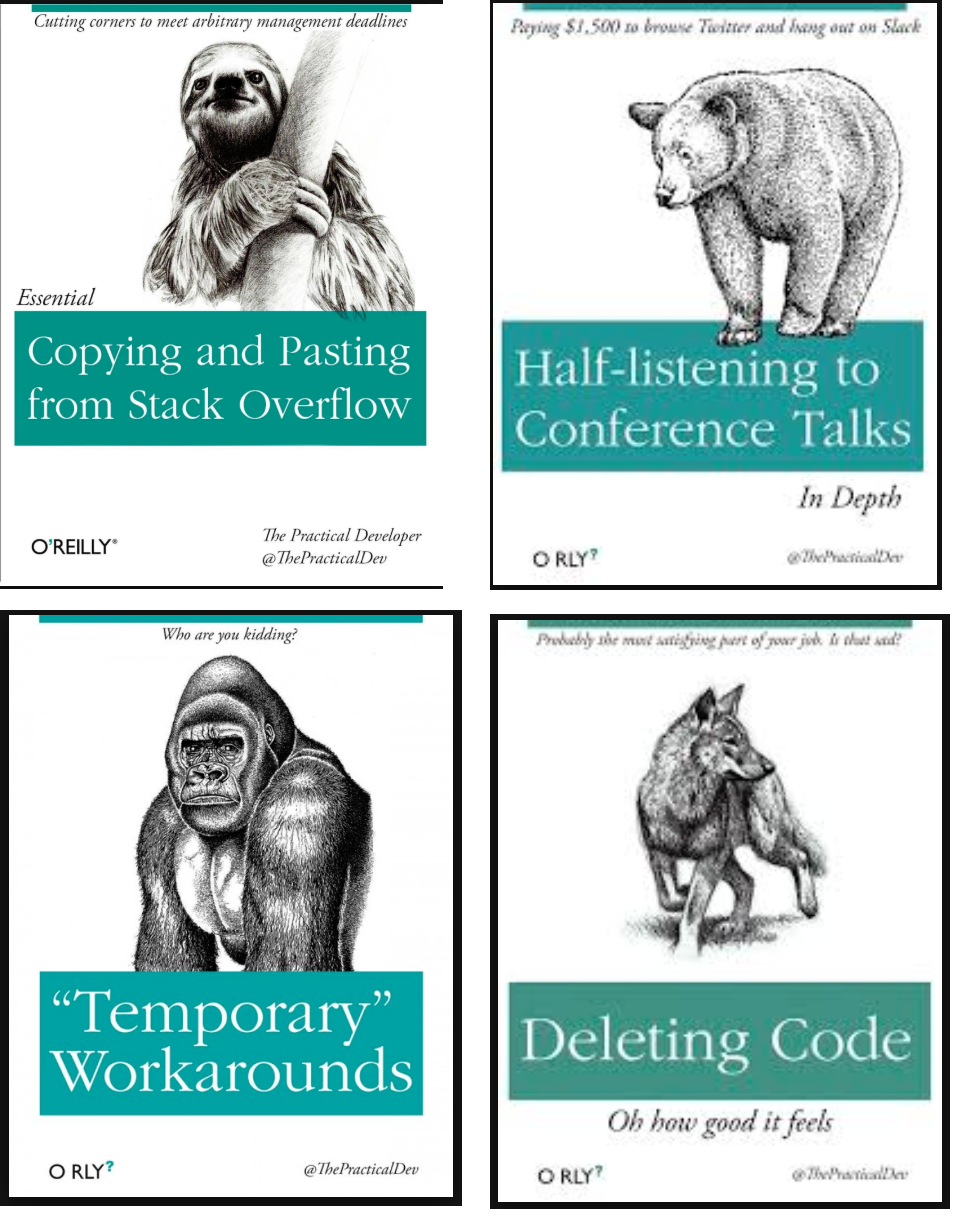 Cutting corners to meet arbitrary management deadlines
Essential
Copying and Pasting
from Stack Overflow
O'REILLY®
The Practical Developer
@ThePracticalDev
Paying $1,500 to browse Twitter and hang out on Slack
Half-listening to
Conference Talks
In Depth
O RLY?
@ThePracticalDev
Who are you kidding?
“Temporary”
Workarounds
O RLY?
@ThePracticalDev
Probably the most satisfying part of your job. Is that sad?
Deleting Code
Oh how good it feels
O RLY?
@ThePracticalDev